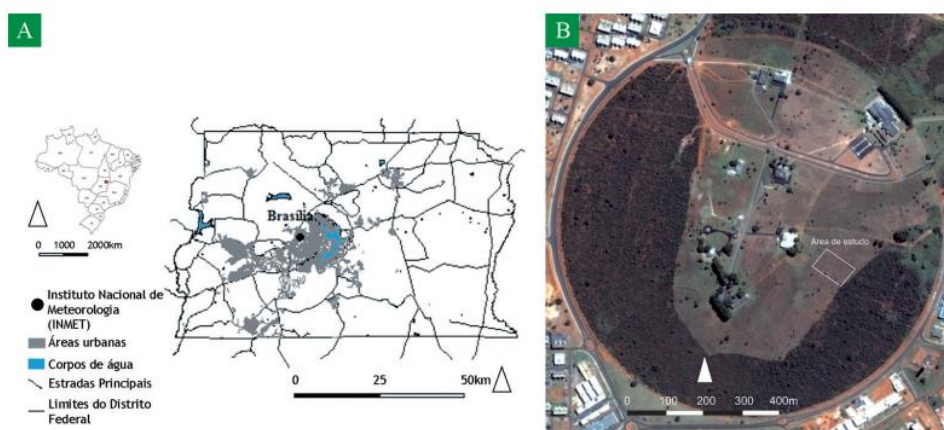 A
B
Brasília
0 1000 2000km
Instituto Nacional de
Meteorologia
(INMET)
Áreas urbanas
Corpos de água
Estradas Principais
Limites do Distrito
Federal
0 25 50km
Área de estudo
0 100 200 300 400m